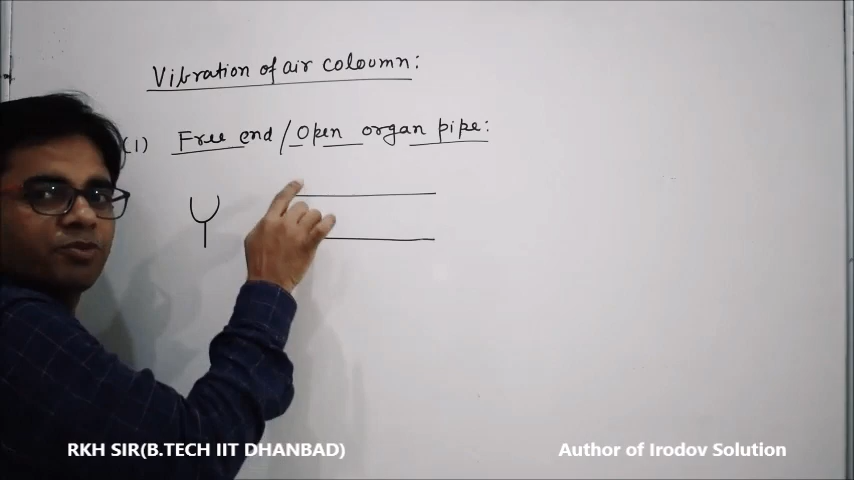 Vibration of air coloumn:
(1) Free end/Open organ pipe:
RKH SIR(B.TECH IIT DHANBAD)
Author of Irodov Solution